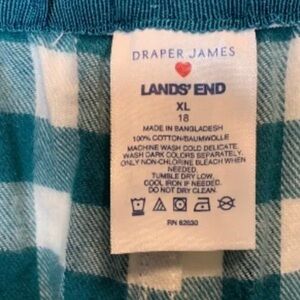 DRAPER JAMES
LANDS' END
XL
18
MADE IN BANGLADESH
100% COTTON/BAUMWOLLE
MACHINE WASH COLD DELICATE
WASH DARK COLORS SEPARATELY.
ONLY NON-CHLORINE BLEACH WHEN
NEEDED.
TUMBLE DRY LOW.
COOL IRON IF NEEDED.
DO NOT DRY CLEAN.
RN 62630